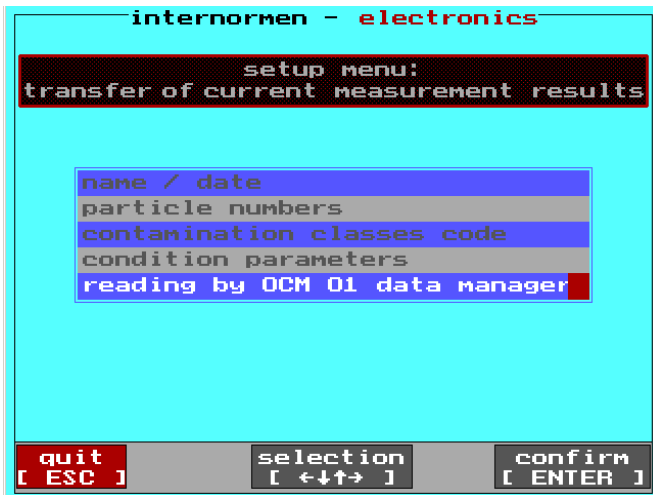 internormen - electronics
setup menu:
transfer of current measurement results
name / date
particle numbers
contamination classes code
condition parameters
reading by OCM 01 data manager
quit
[ ESC ]
selection
[ ←↓↑→ ]
confirm
[ ENTER ]